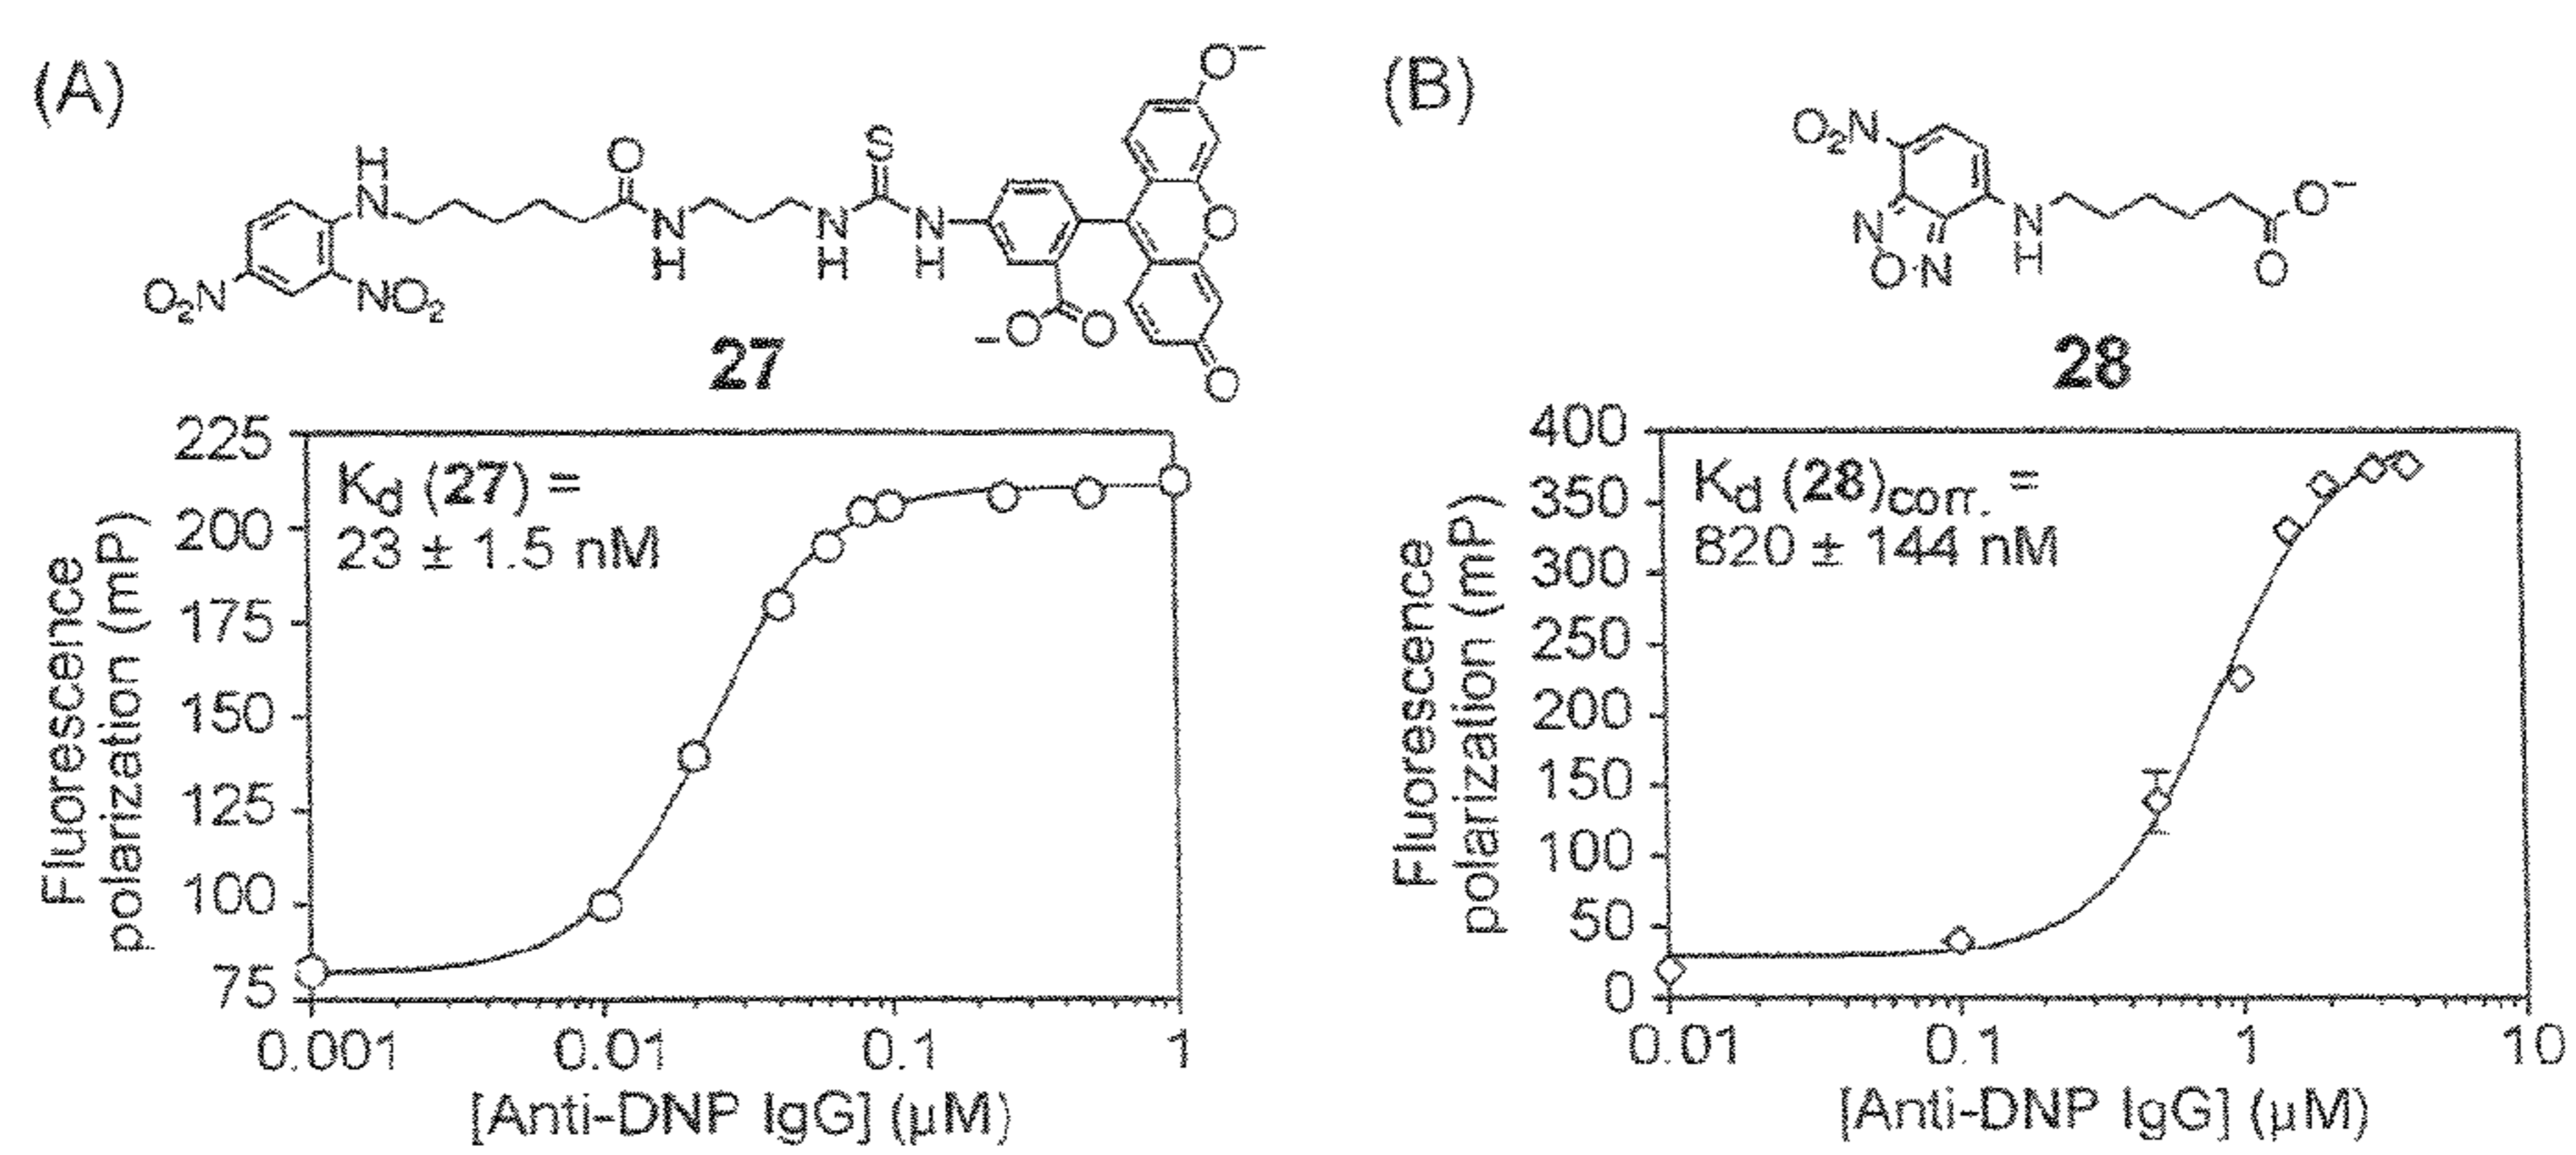 (A)
H
N
O
S
O⁻
N
H
N
H
N
H
O
O₂N
NO₂
⁻O
O
O
27
Fluorescence
polarization (mP)
Kd (27) =
23 ± 1.5 nM
225
200
175
150
125
100
75
0.001
0.01
0.1
1
[Anti-DNP IgG] (µM)
(B)
O₂N
N
O
N
N
H
O⁻
O
28
Fluorescence
polarization (mP)
Kd (28)corr. =
820 ± 144 nM
400
350
300
250
200
150
100
50
0
0.01
0.1
1
10
[Anti-DNP IgG] (µM)